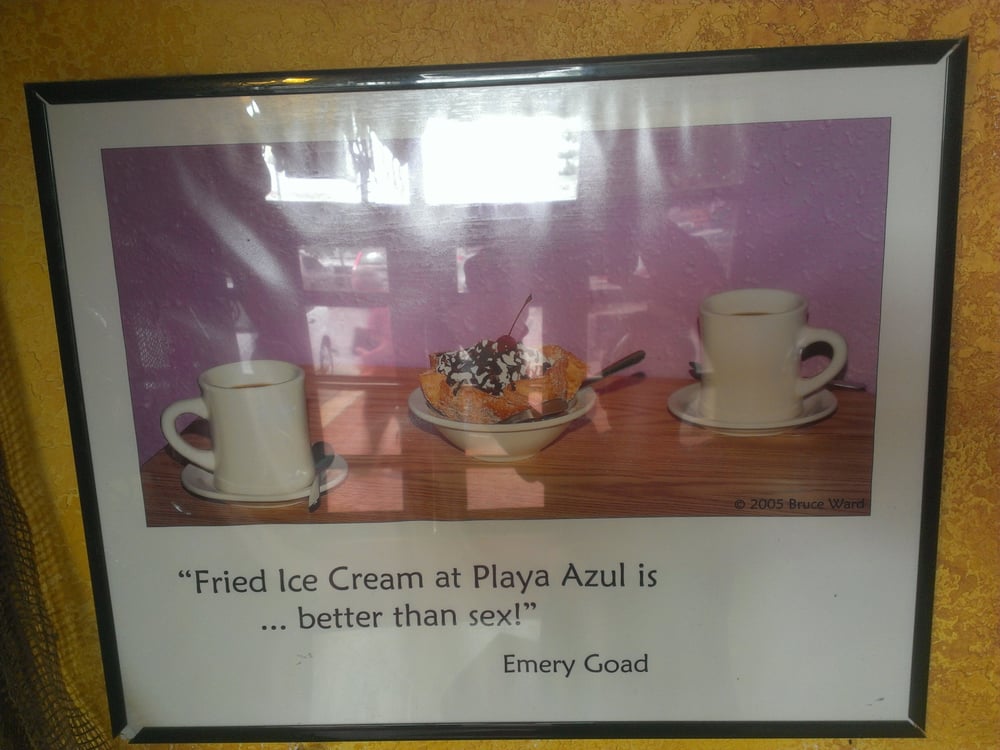 © 2005 Bruce Ward
“Fried Ice Cream at Playa Azul is
... better than sex!”
Emery Goad